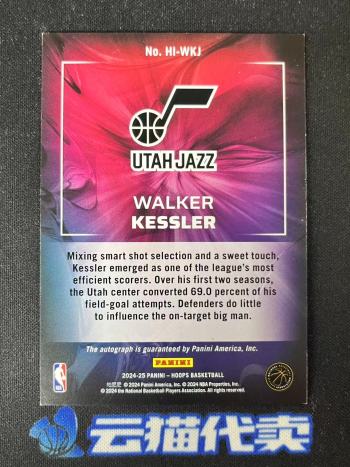 No. HI-WKJ
UTAH JAZZ
WALKER
KESSLER
Mixing smart shot selection and a sweet touch,
Kessler emerged as one of the league's most
efficient scorers. Over his first two seasons,
the Utah center converted 69.0 percent of his
field-goal attempts. Defenders do little
to influence the on-target big man.
The autograph is guaranteed by Panini America, Inc.
PANINI
2024-25 PANINI – HOOPS BASKETBALL
© 2024 Panini America, Inc. © 2024 NBA Properties, Inc.
© 2024 the National Basketball Players Association. All rights reserved.
NBA
云猫代卖